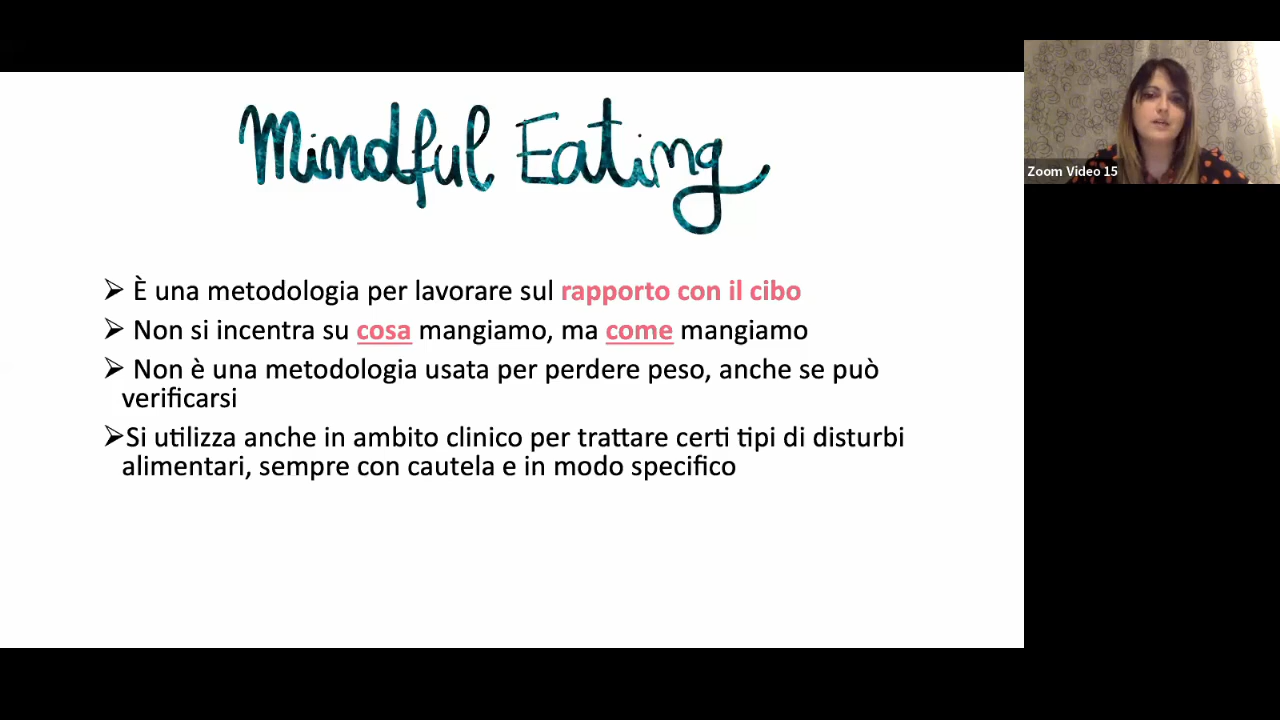 Mindful Eating
➢ È una metodologia per lavorare sul rapporto con il cibo
➢ Non si incentra su cosa mangiamo, ma come mangiamo
➢ Non è una metodologia usata per perdere peso, anche se può
verificarsi
➢Si utilizza anche in ambito clinico per trattare certi tipi di disturbi
alimentari, sempre con cautela e in modo specifico
Zoom Video 15